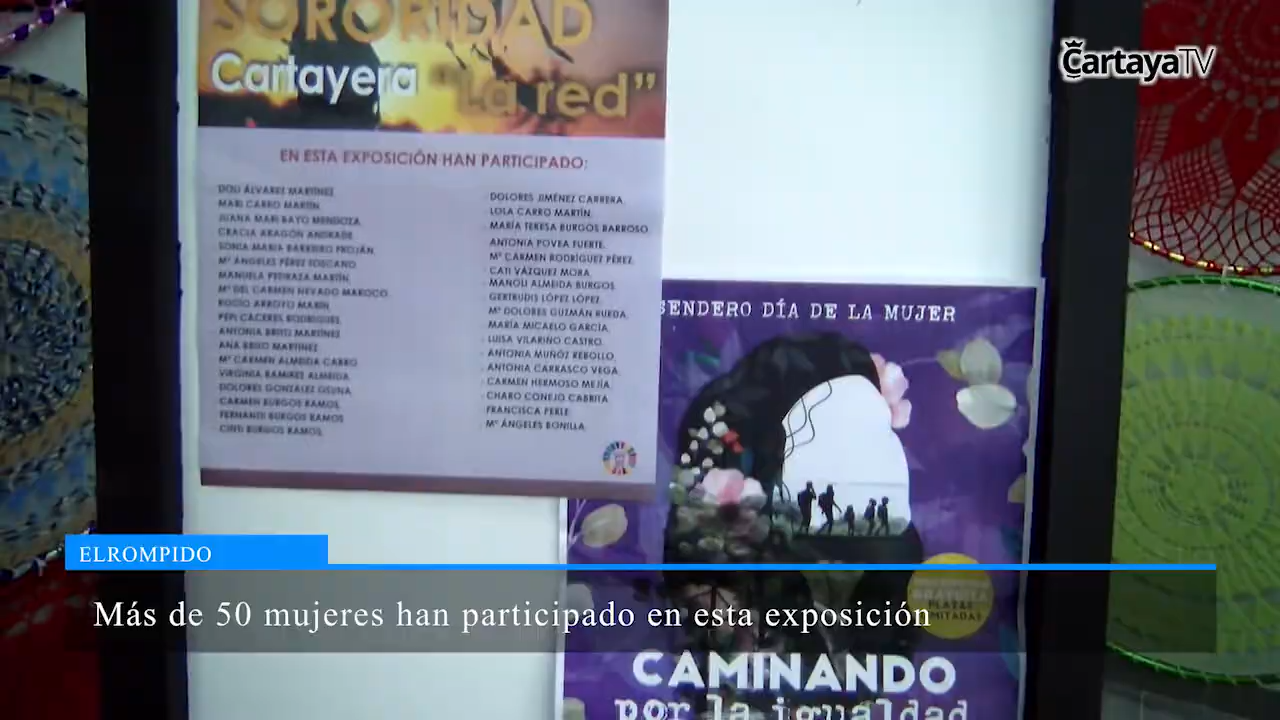 SORORIDAD
Cartayera "La red"
CartayaTV
EN ESTA EXPOSICIÓN HAN PARTICIPADO:
DOLI ÁLVAREZ MARTÍNEZ
MARI CARRO MARTÍN
JUANA MARI BAYO MENDOZA
GRACIA ARAGÓN ANDRADE
SONIA MARÍA BARREIRO PROJÁN
Mª ÁNGELES PÉREZ TOSCANO
MANUELA PEDRAZA MARTÍN
Mª DEL CARMEN NEVADO MAROCO
ROCÍO ARROYO MARÍN
PEPI CÁCERES RODRÍGUES
ANTONIA BRITO MARTÍNEZ
ANA BRITO MARTÍNEZ
Mª CARMEN ALMEIDA CARRO
VIRGINIA RAMIRES ALMEIDA
DOLORES GONZÁLEZ OSUNA
CARMEN BURGOS RAMOS
FERNANDI BURGOS RAMOS
CINTI BURGOS RAMOS
DOLORES JIMÉNEZ CARRERA
LOLA CARRO MARTÍN
MARÍA TERESA BURGOS BARROSO
ANTONIA POVEA FUERTE
Mª CARMEN RODRÍGUEZ PÉREZ
CATI VÁZQUEZ MORA
MANOLI ALMEIDA BURGOS
GERTRUDIS LÓPEZ LÓPEZ
Mª DOLORES GUZMÁN RUEDA
MARÍA MICAELO GARCÍA
LUISA VILARIÑO CASTRO
ANTONIA MUÑOZ REBOLLO
ANTONIA CARRASCO VEGA
CARMEN HERMOSO MEJÍA
CHARO CONEJO CABRITA
FRANCISCA PERLE
Mª ÁNGELES BONILLA
SENDERO DÍA DE LA MUJER
PLAZAS
ELROMPIDO
Más de 50 mujeres han participado en esta exposición
CAMINANDO
por la igualdad